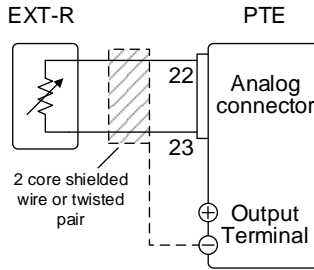 EXT-R
PTE
22
Analog
connector
23
2 core shielded
wire or twisted
pair
Output
Terminal